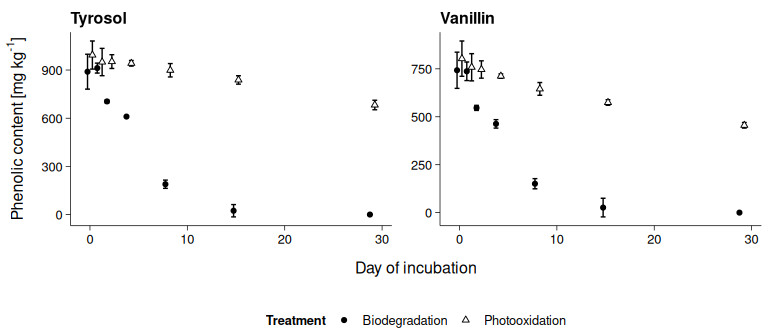 Tyrosol
Vanillin
Phenolic content [mg kg⁻¹]
900
600
300
0
750
500
250
0
0 10 20 30
0 10 20 30
Day of incubation
Treatment Biodegradation Photooxidation